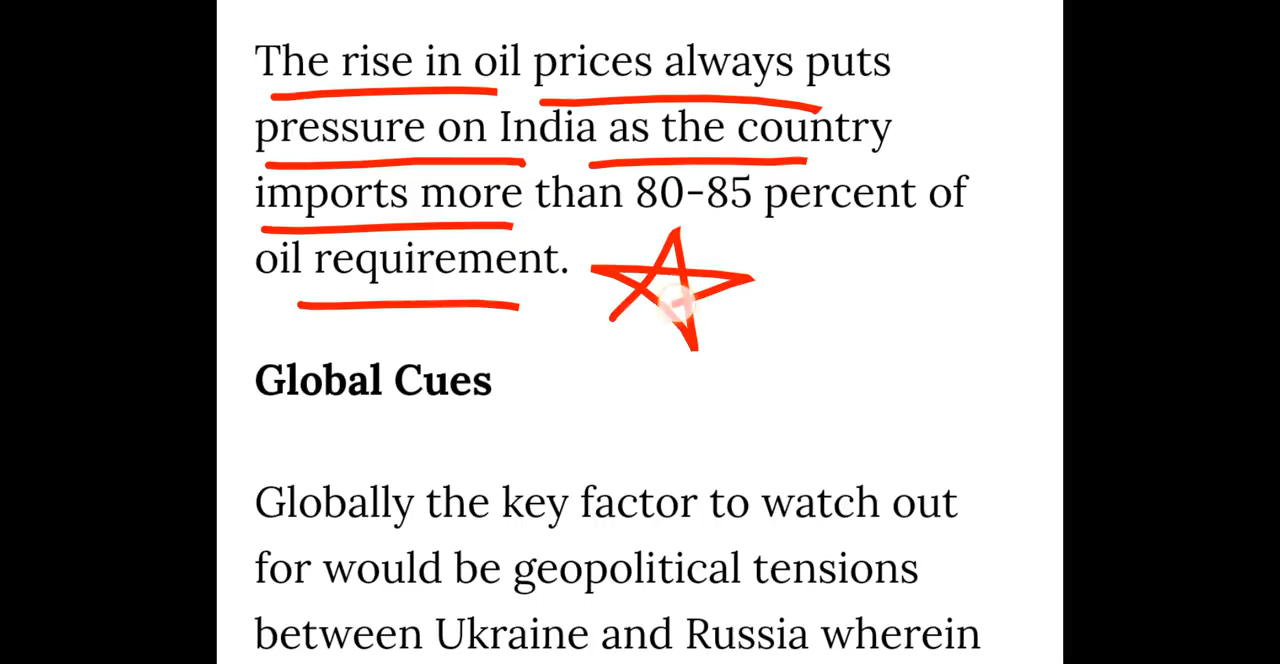 The rise in oil prices always puts
pressure on India as the country
imports more than 80-85 percent of
oil requirement.
Global Cues
Globally the key factor to watch out
for would be geopolitical tensions
between Ukraine and Russia wherein